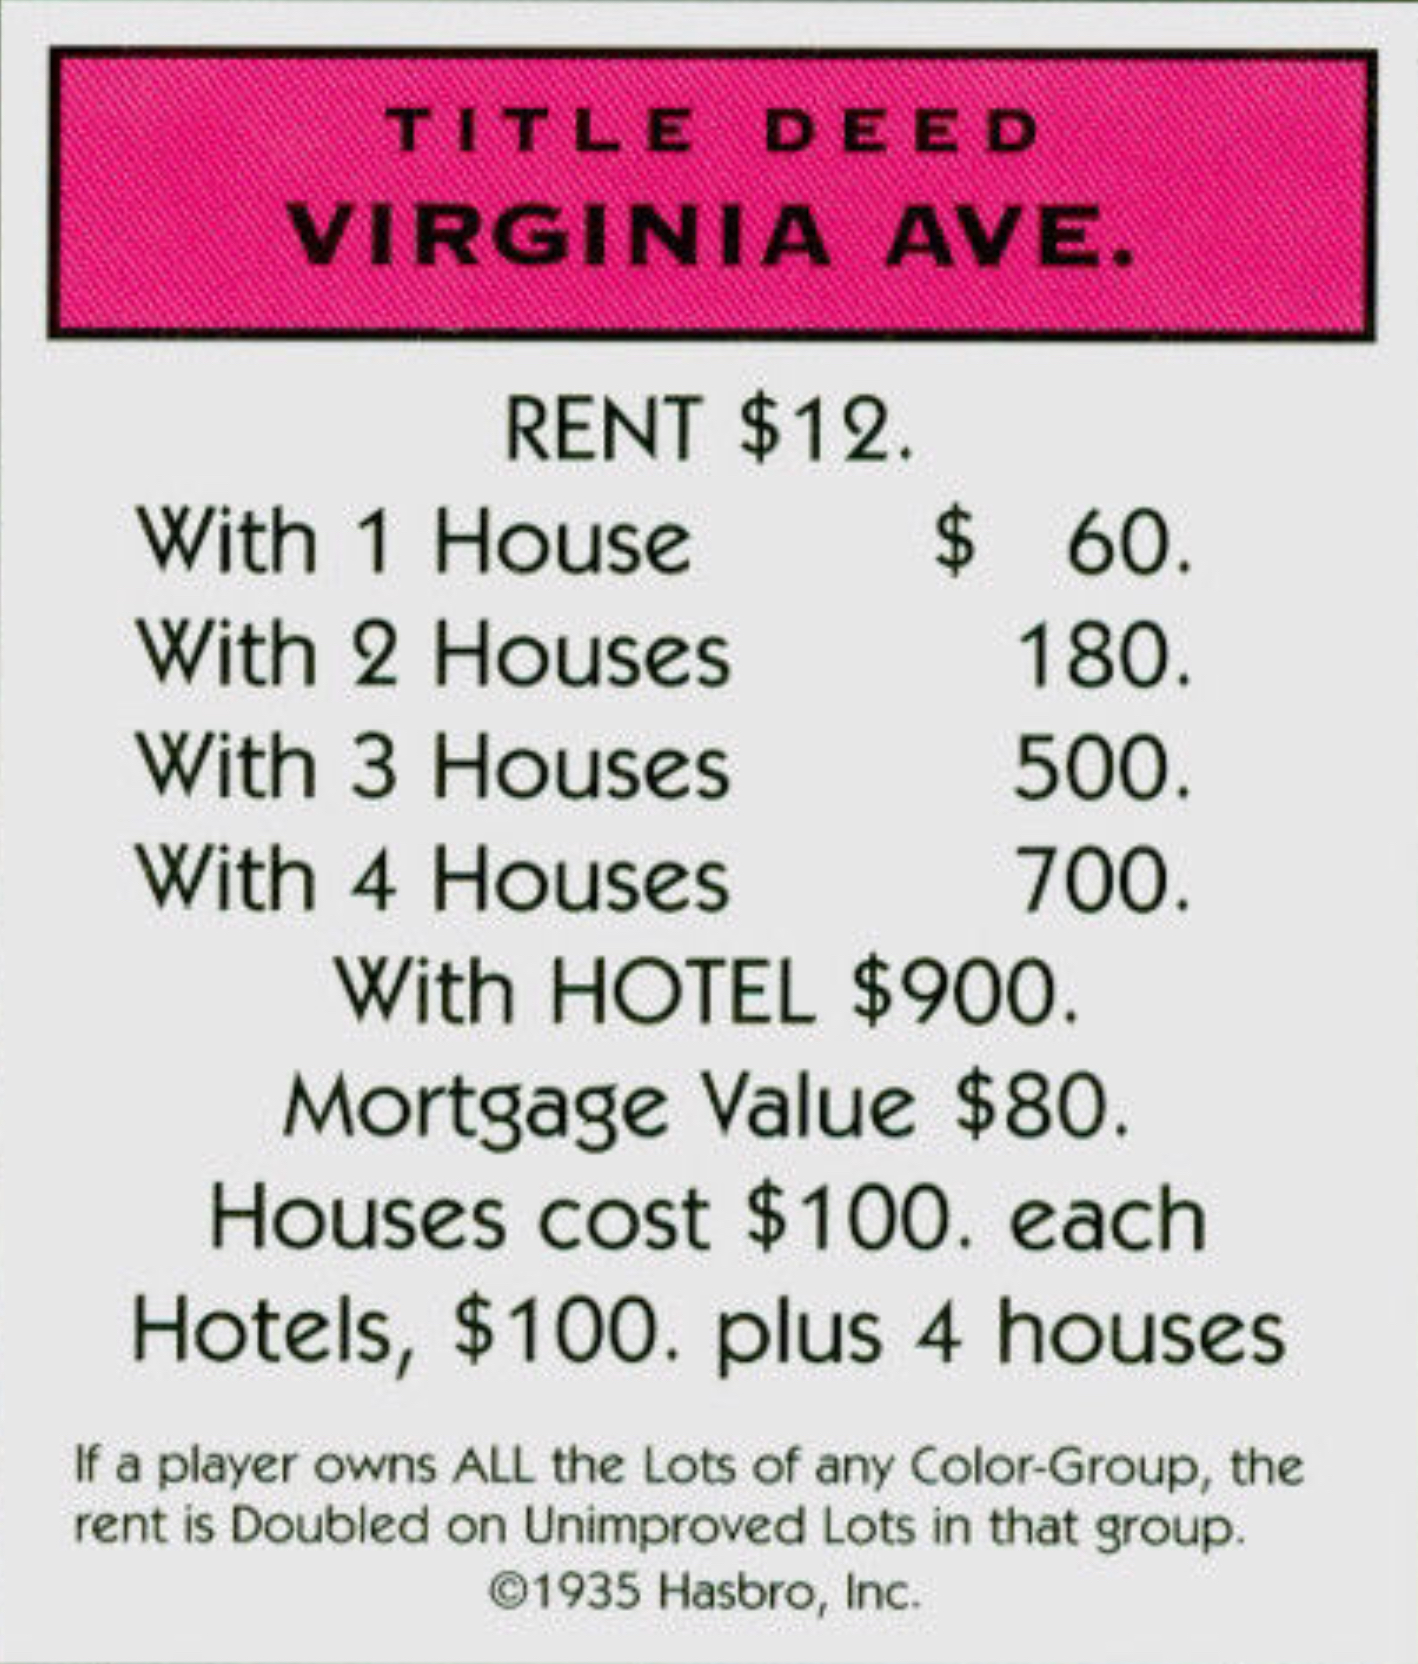 TITLE DEED
VIRGINIA AVE.
RENT $12.
With 1 House $ 60.
With 2 Houses 180.
With 3 Houses 500.
With 4 Houses 700.
With HOTEL $900.
Mortgage Value $80.
Houses cost $100. each
Hotels, $100. plus 4 houses
If a player owns ALL the Lots of any Color-Group, the
rent is Doubled on Unimproved Lots in that group.
©1935 Hasbro, Inc.